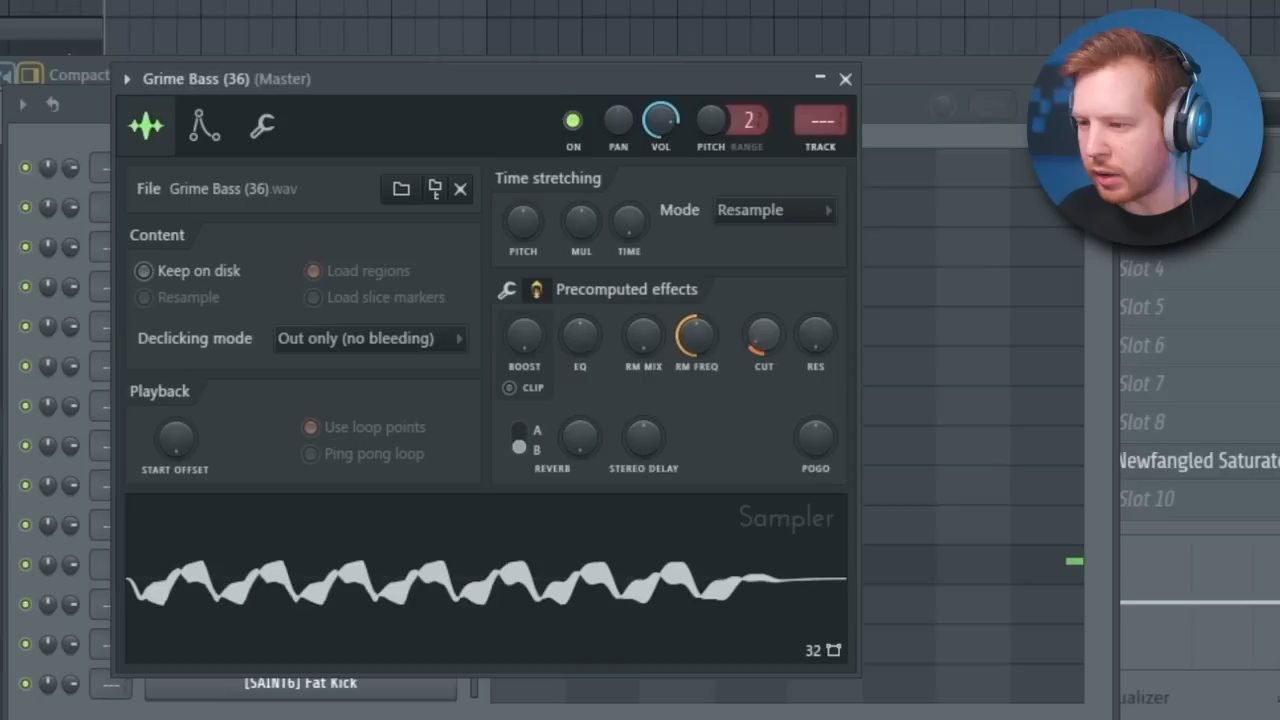 Compact
Grime Bass (36) (Master)
2
---
ON
PAN
VOL
PITCH RANGE
TRACK
File Grime Bass (36).wav
Time stretching
Mode Resample
PITCH
MUL
TIME
Content
Keep on disk
Load regions
Resample
Load slice markers
Declicking mode Out only (no bleeding)
Precomputed effects
BOOST
EQ
RM MIX
RM FREQ
CUT
RES
CLIP
Playback
Use loop points
Ping pong loop
START OFFSET
A
B
REVERB
STEREO DELAY
POGO
Sampler
32
[SAINT6] Fat Kick
Slot 4
Slot 5
Slot 6
Slot 7
Slot 8
Newfangled Saturate
Slot 10
ualizer